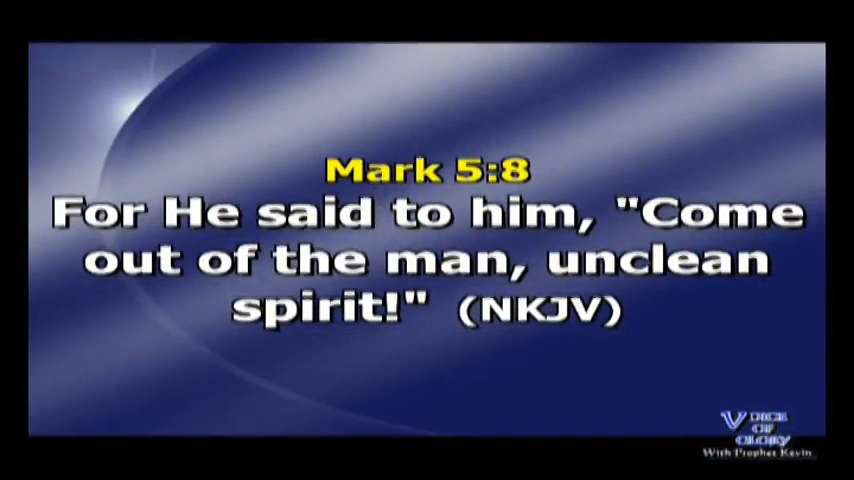 Mark 5:8
For He said to him, "Come
out of the man, unclean
spirit!" (NKJV)
VOICE
OF
GLORY
With Prophet Kevin